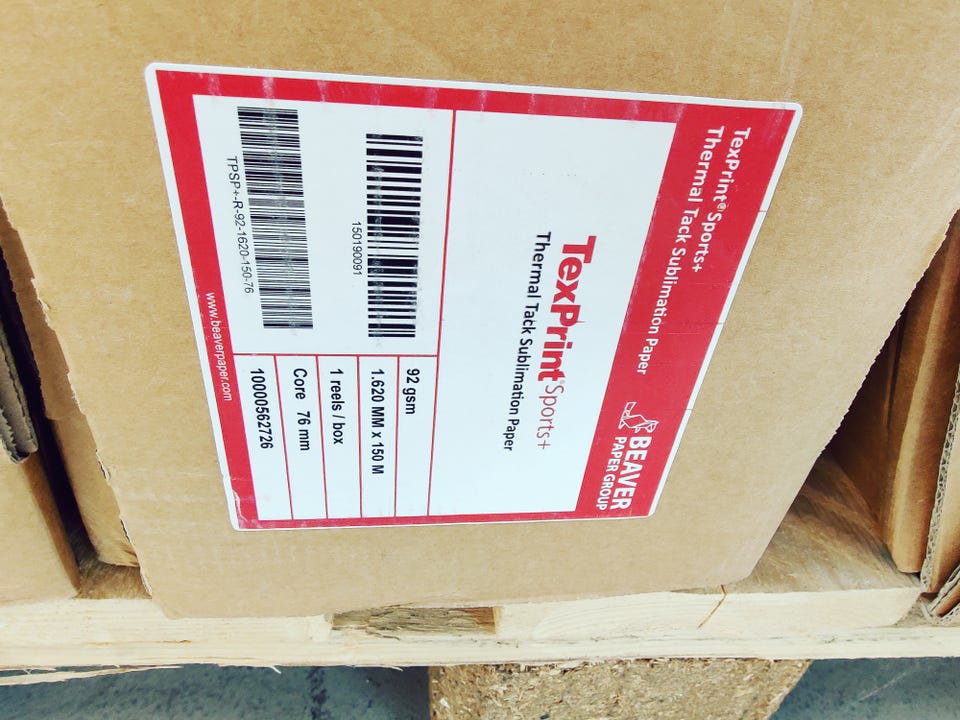 TexPrint® Sports+
Thermal Tack Sublimation Paper
BEAVER
PAPER GROUP
TexPrint® Sports+
Thermal Tack Sublimation Paper
150190091
TPSP+-R-92-1620-150-76
92 gsm
1.620 MM x 150 M
1 reels / box
Core 76 mm
10000562726
www.beaverpaper.com